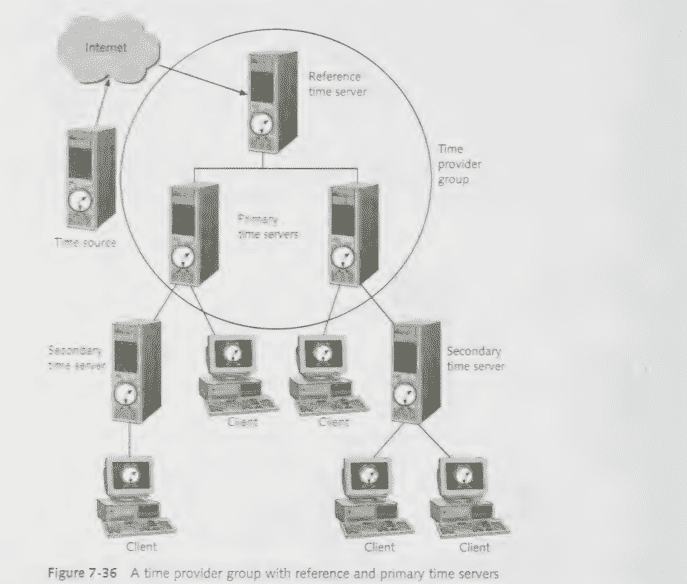 Internet
Reference
time server
Time
provider
group
Time source
Primary
time servers
Secondary
time server
Secondary
time server
Client
Client
Client
Client
Client
Figure 7-36 A time provider group with reference and primary time servers